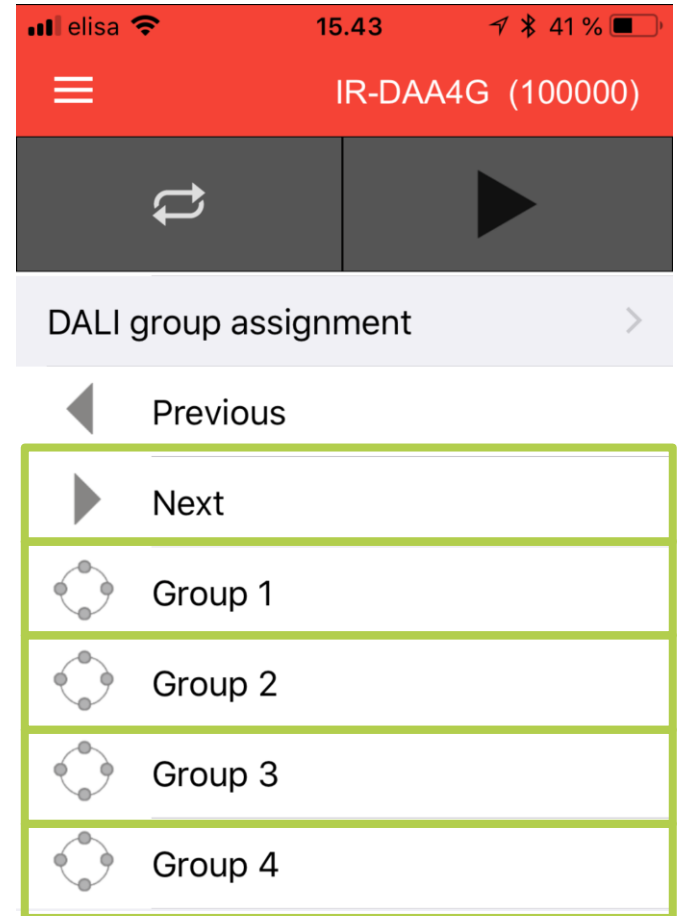 elisa 15.43 41 %
IR-DAA4G (100000)
DALI group assignment
Previous
Next
Group 1
Group 2
Group 3
Group 4